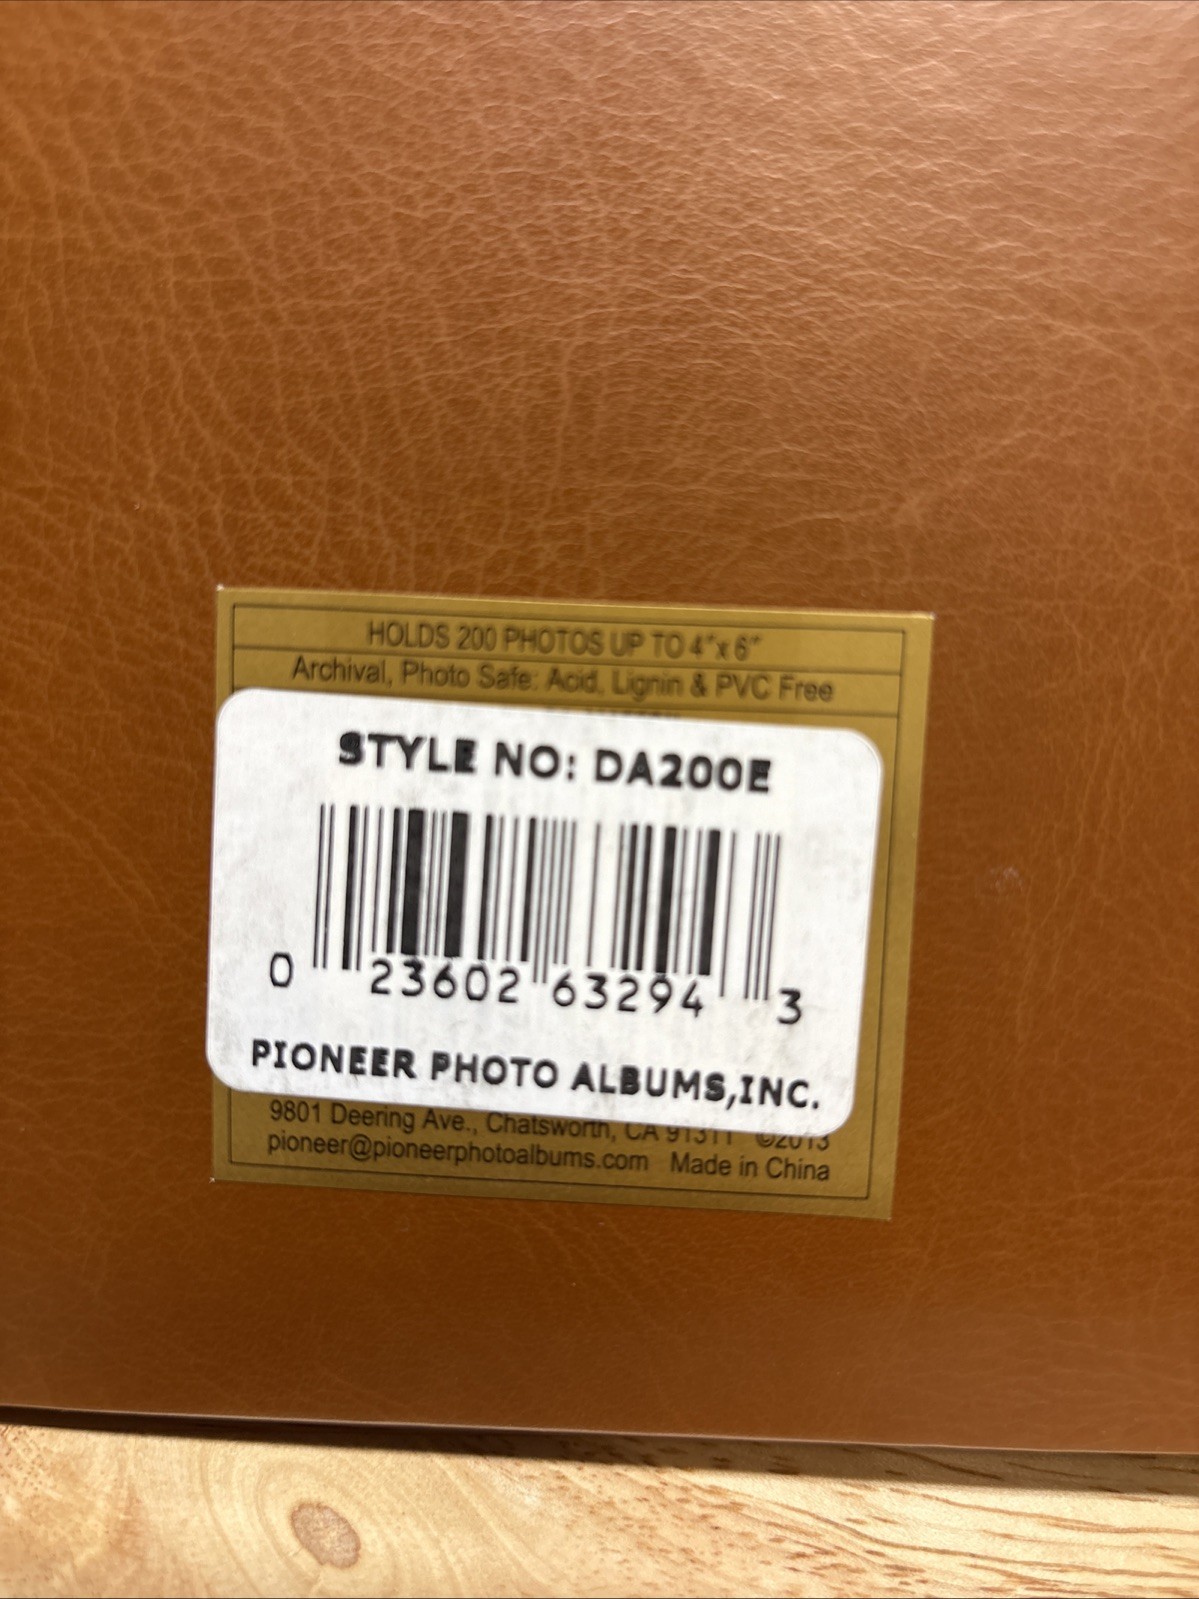 HOLDS 200 PHOTOS UP TO 4"x 6"
Archival, Photo Safe: Acid, Lignin & PVC Free
STYLE NO: DA200E
0 23602 63294 3
PIONEER PHOTO ALBUMS,INC.
9801 Deering Ave., Chatsworth, CA 91311 ©2013
pioneer@pioneerphotoalbums.com Made in China